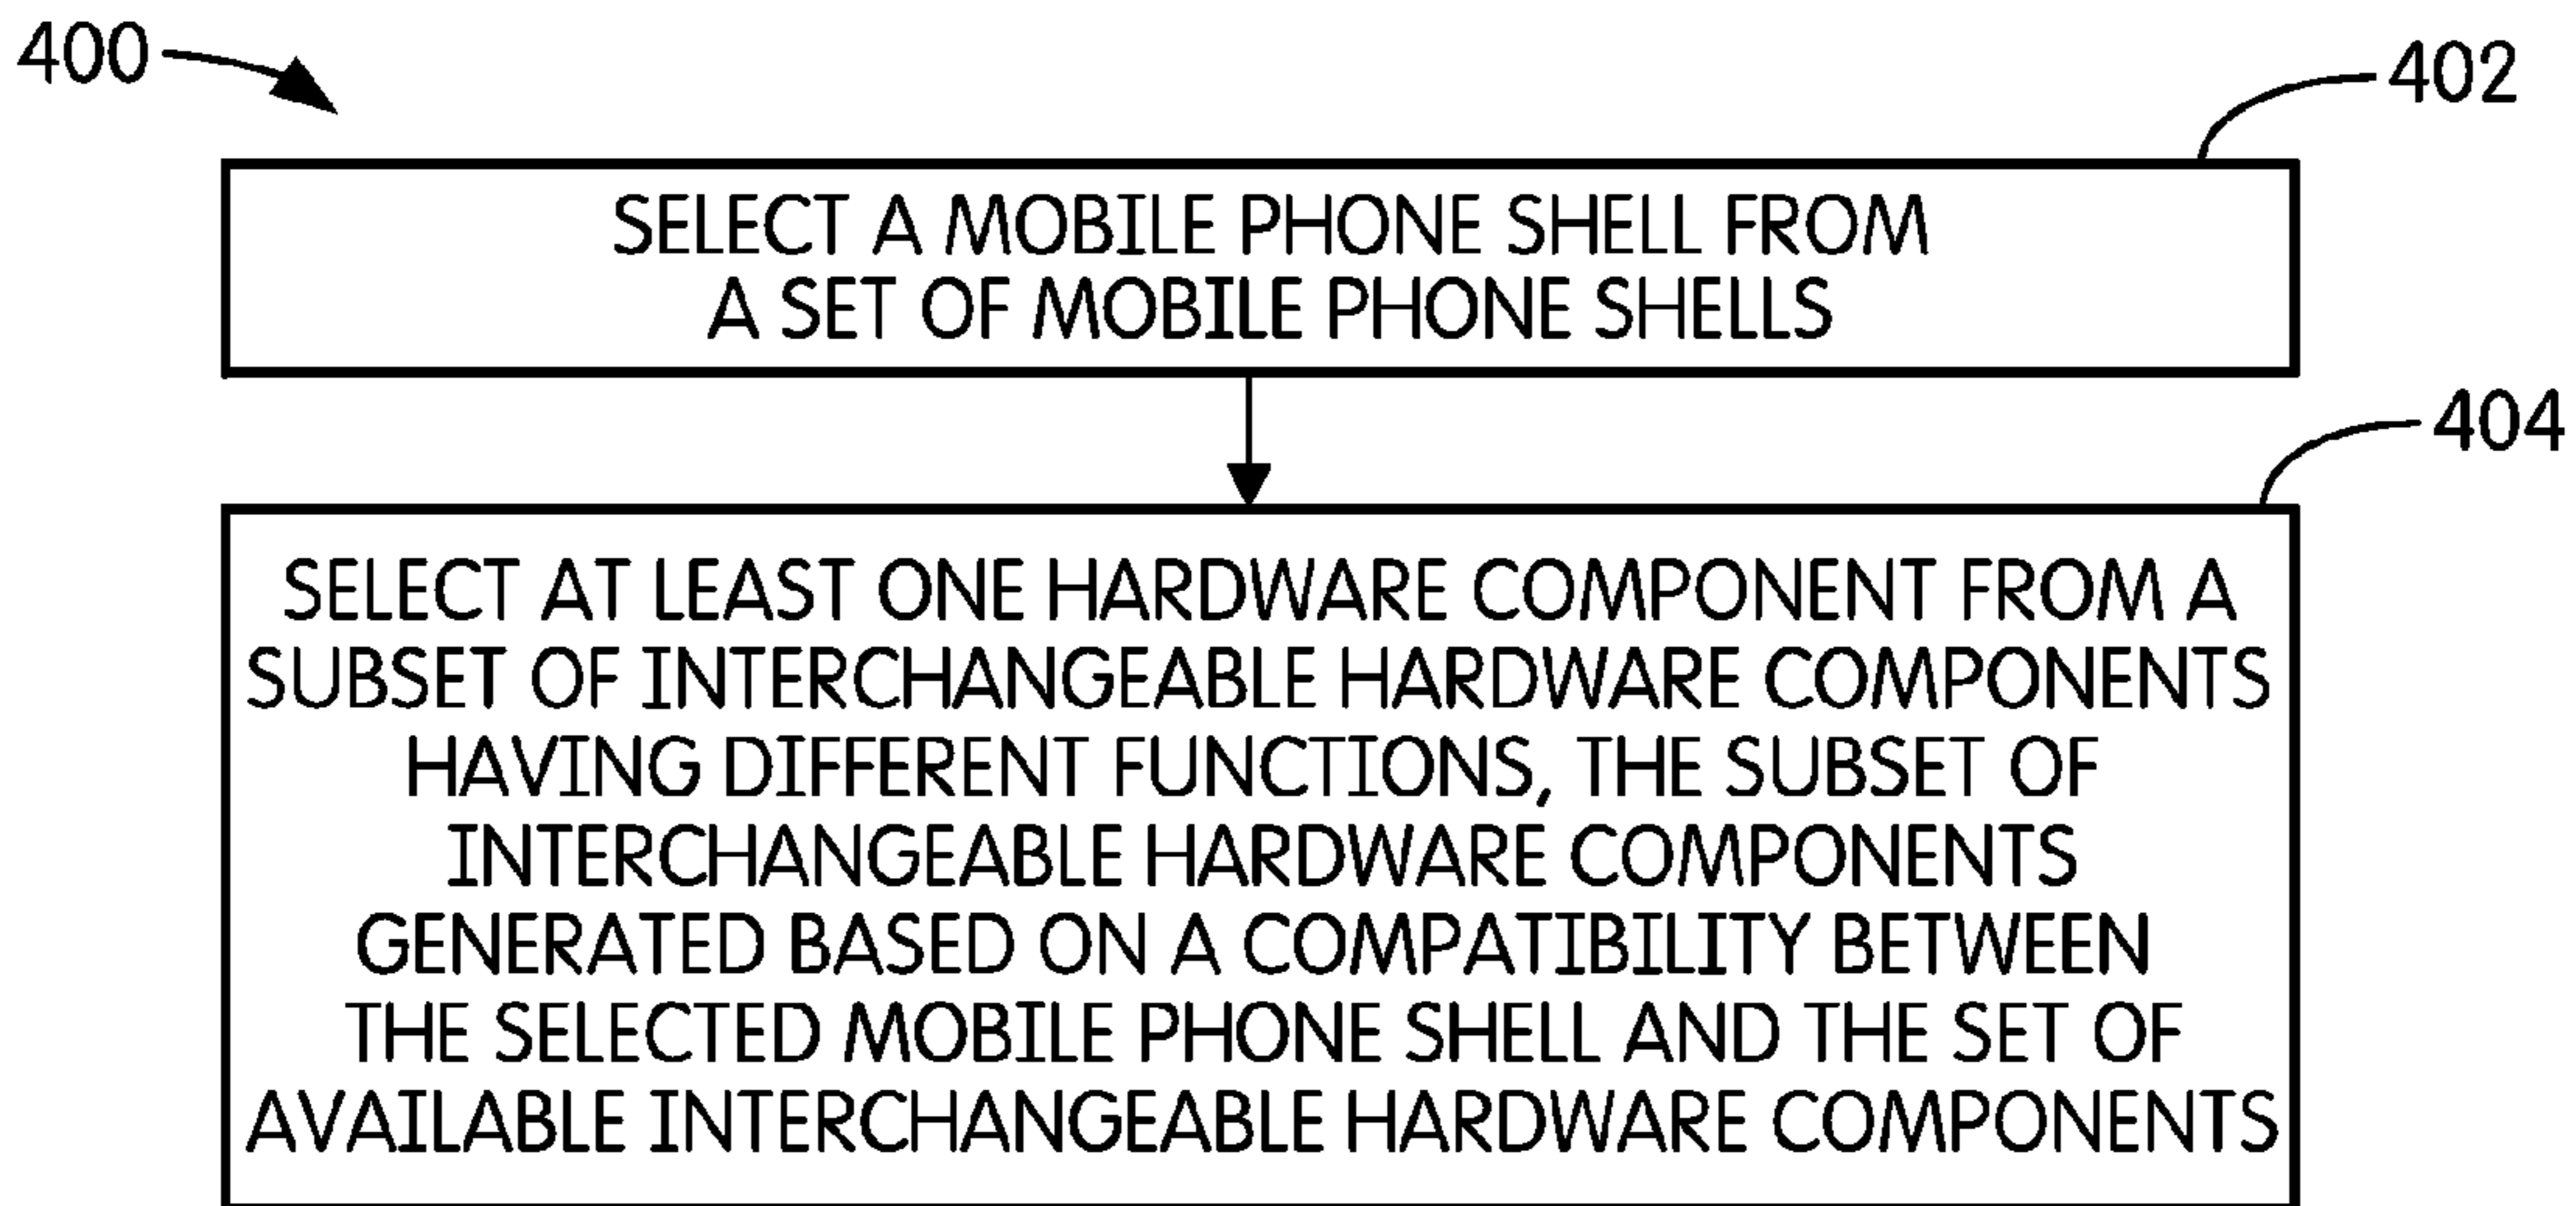 400
402
SELECT A MOBILE PHONE SHELL FROM
A SET OF MOBILE PHONE SHELLS
404
SELECT AT LEAST ONE HARDWARE COMPONENT FROM A
SUBSET OF INTERCHANGEABLE HARDWARE COMPONENTS
HAVING DIFFERENT FUNCTIONS, THE SUBSET OF
INTERCHANGEABLE HARDWARE COMPONENTS
GENERATED BASED ON A COMPATIBILITY BETWEEN
THE SELECTED MOBILE PHONE SHELL AND THE SET OF
AVAILABLE INTERCHANGEABLE HARDWARE COMPONENTS